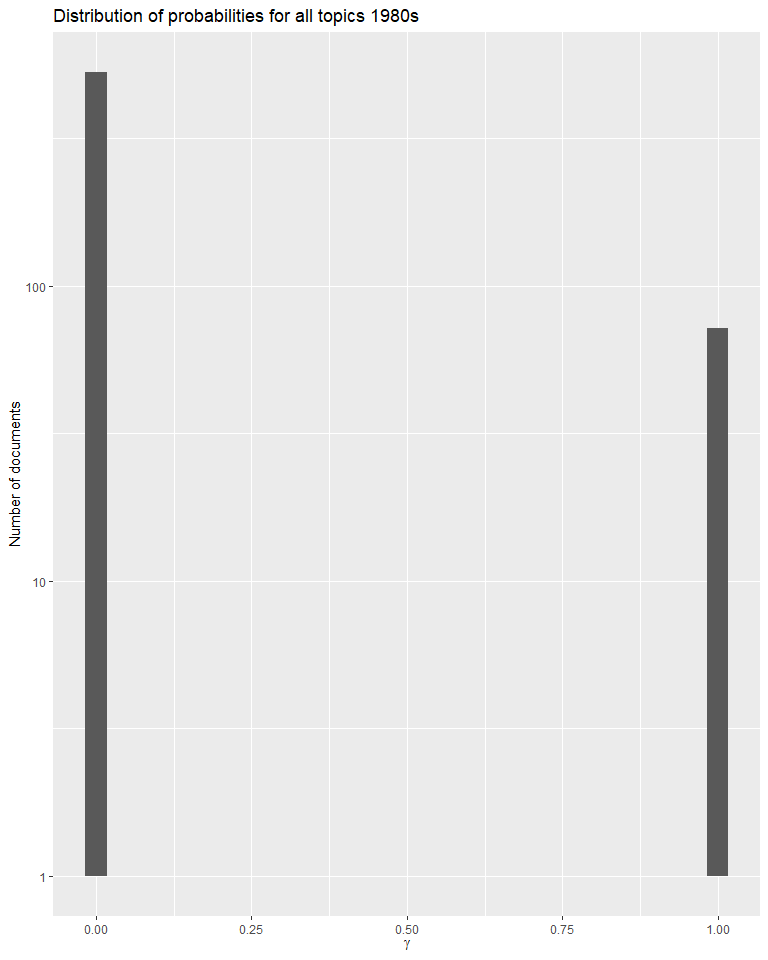 Distribution of probabilities for all topics 1980s
Number of documents
100
10
1
0.00 0.25 0.50 0.75 1.00
γ